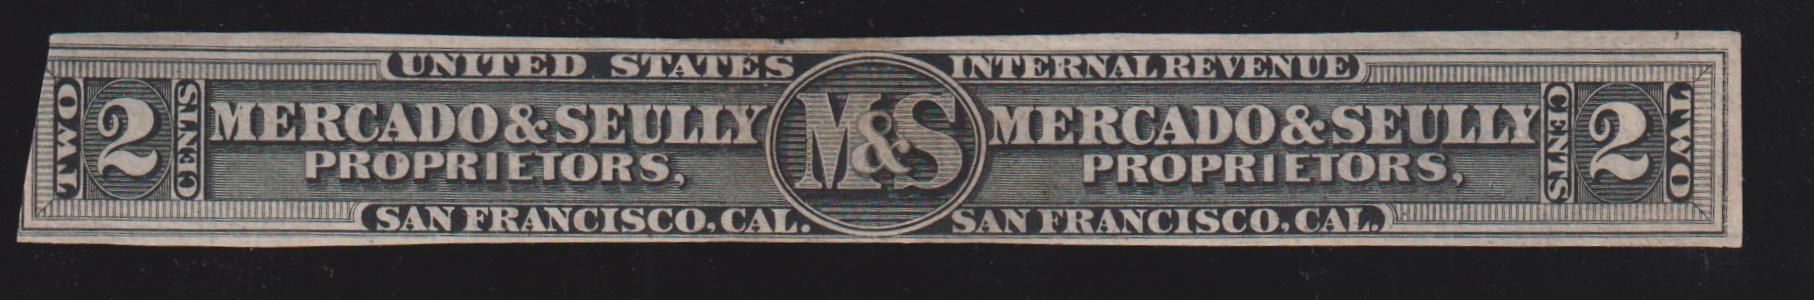 UNITED STATES INTERNAL REVENUE
TWO 2 CENTS
MERCADO & SEULLY
PROPRIETORS,
M&S
MERCADO & SEULLY
PROPRIETORS,
CENTS 2 TWO
SAN FRANCISCO, CAL. SAN FRANCISCO, CAL.